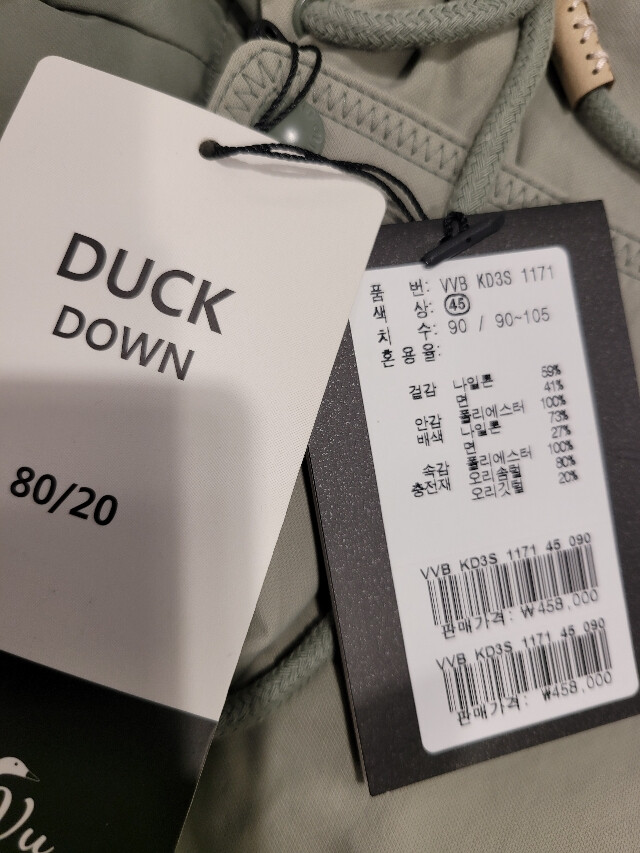 DUCK
DOWN
80/20
품 번: VVB KD3S 1171
색 상: 45
치 수: 90 / 90~105
혼용율:
겉감 나일론 59%
면 41%
안감 폴리에스터 100%
배색 나일론 73%
면 27%
속감 폴리에스터 100%
충전재 오리솜털 80%
오리깃털 20%
VVB KD3S 1171 45 090
판매가격: ₩458,000
VVB KD3S 1171 45 090
판매가격: ₩458,000